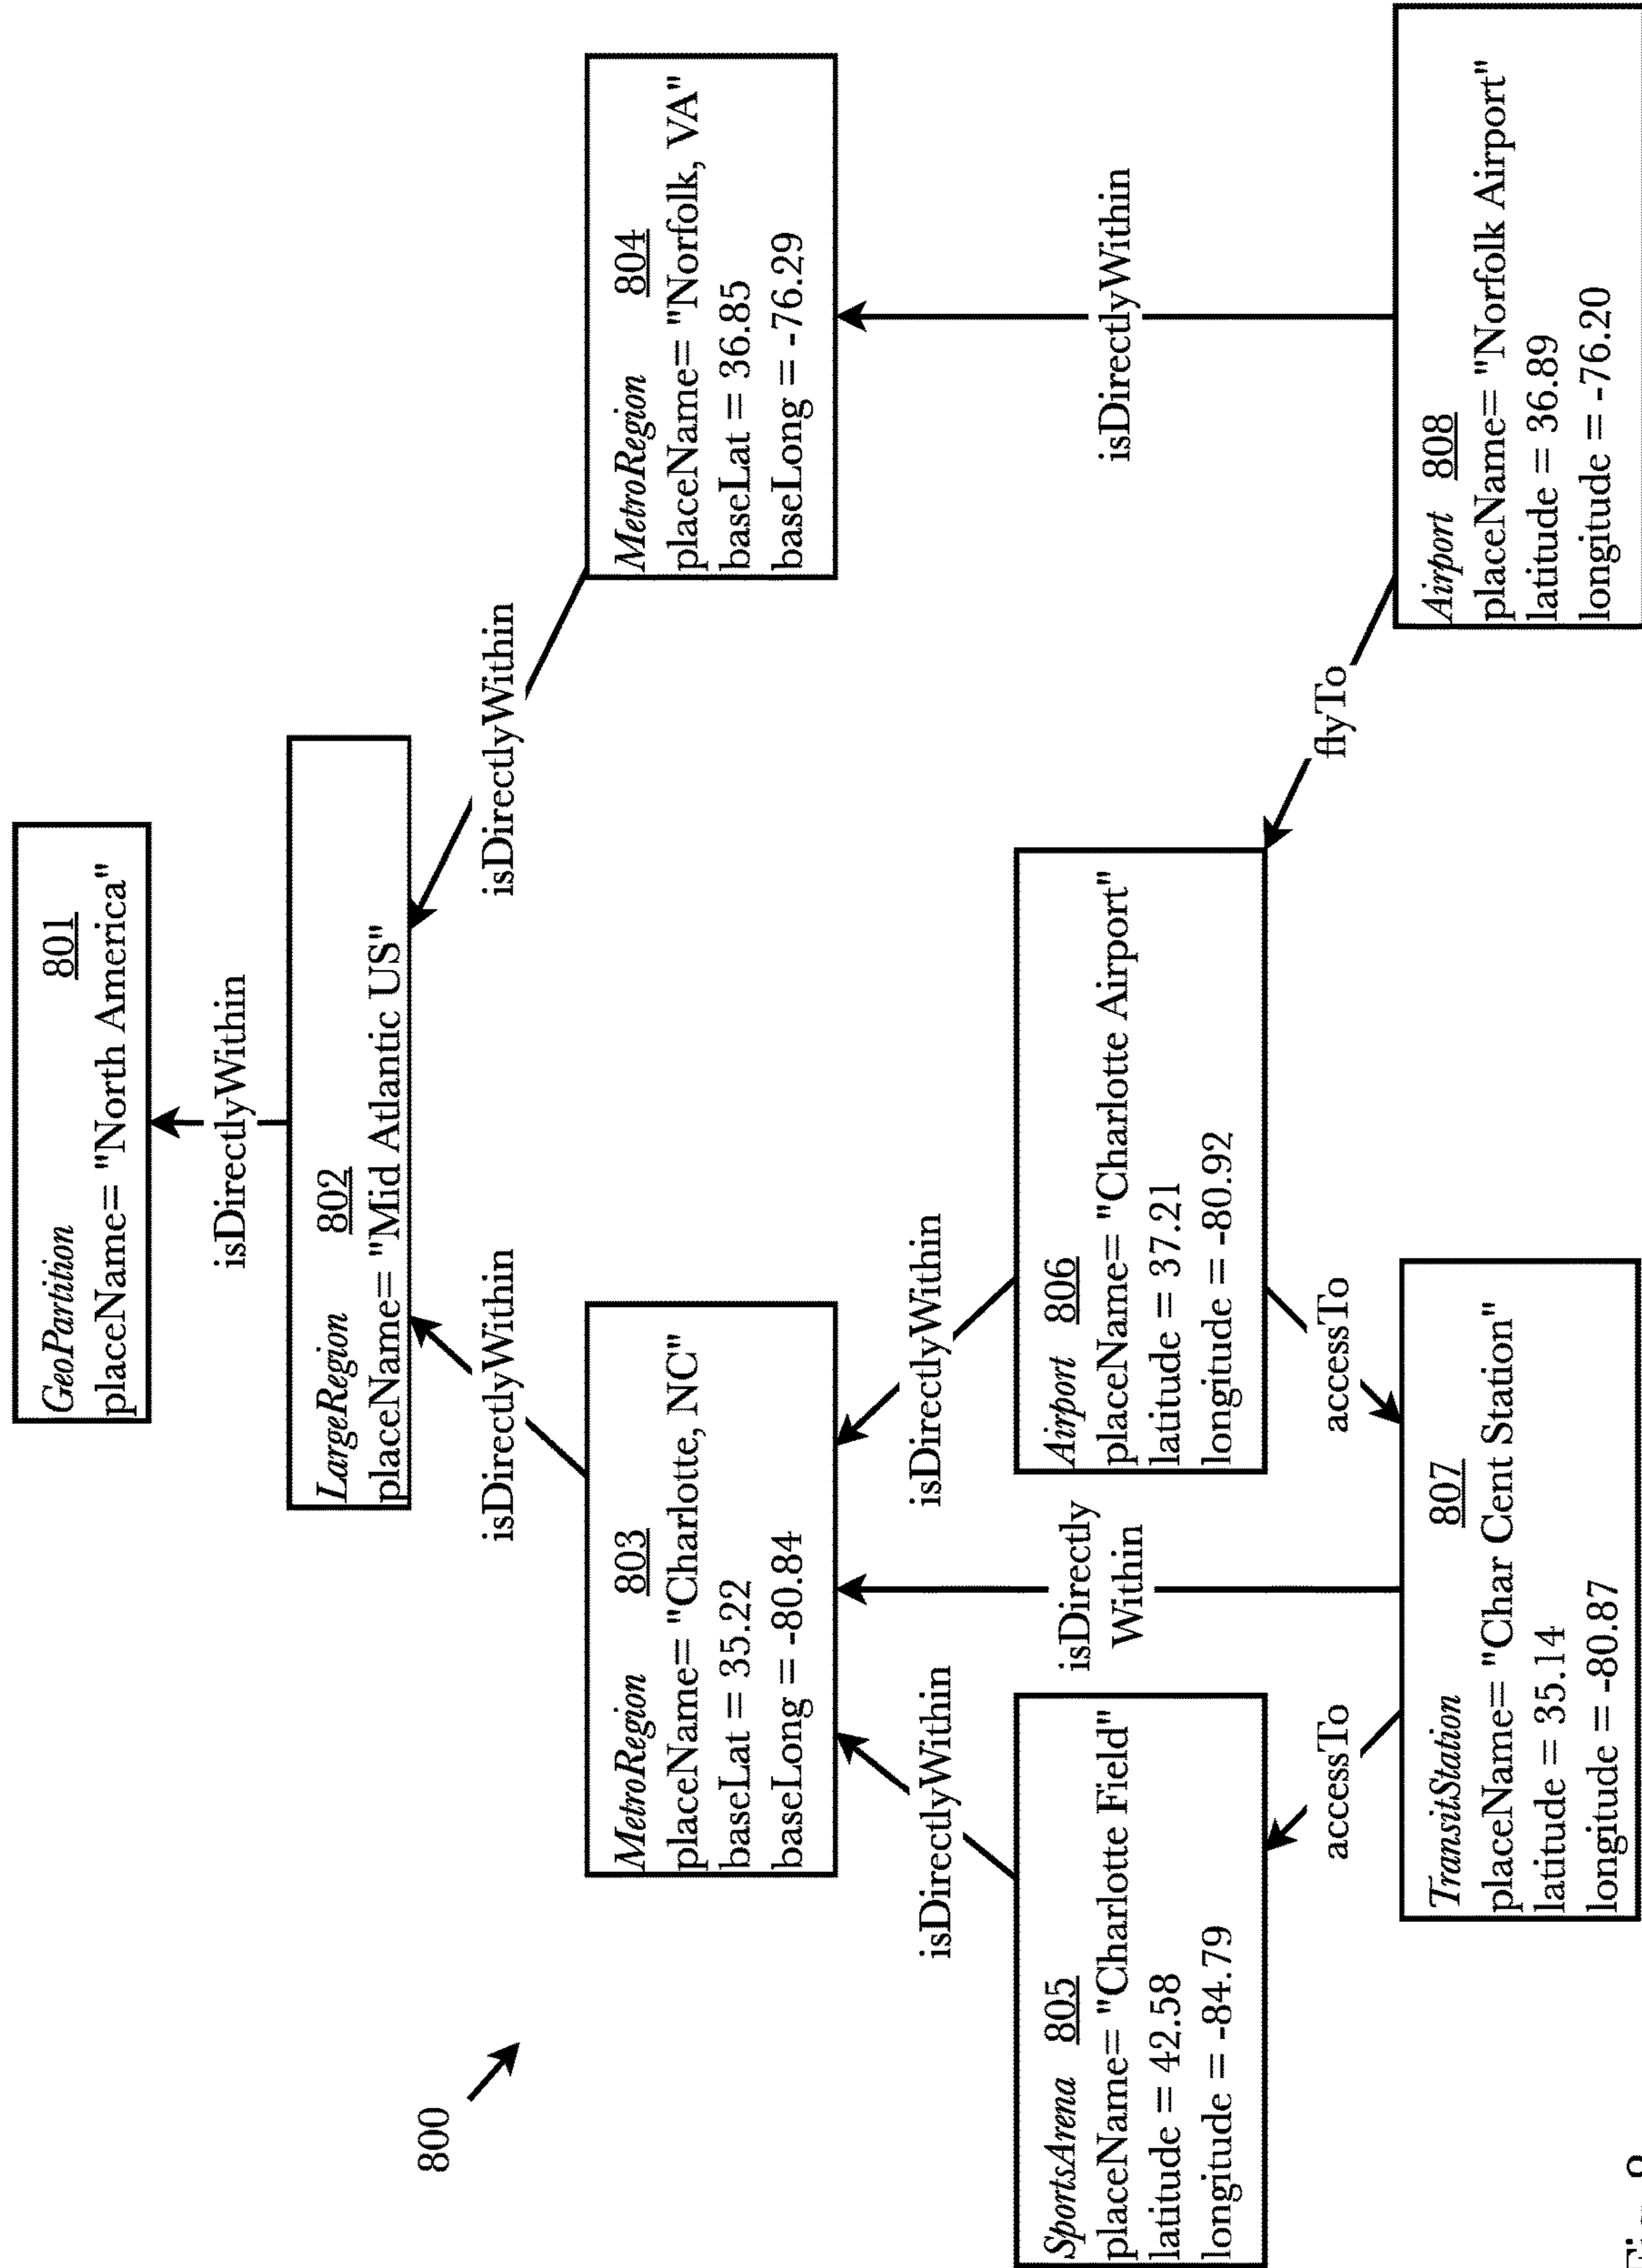 800
GeoPartition 801
placeName= "North America"
isDirectlyWithin
LargeRegion 802
placeName= "Mid Atlantic US"
isDirectlyWithin
isDirectlyWithin
MetroRegion 803
placeName= "Charlotte, NC"
baseLat = 35.22
baseLong = -80.84
MetroRegion 804
placeName= "Norfolk, VA"
baseLat = 36.85
baseLong = -76.29
isDirectlyWithin
isDirectly
Within
isDirectlyWithin
isDirectlyWithin
SportsArena 805
placeName= "Charlotte Field"
latitude = 42.58
longitude = -84.79
Airport 806
placeName= "Charlotte Airport"
latitude = 37.21
longitude = -80.92
accessTo
accessTo
flyTo
TransitStation 807
placeName= "Char Cent Station"
latitude = 35.14
longitude = -80.87
Airport 808
placeName= "Norfolk Airport"
latitude = 36.89
longitude = -76.20